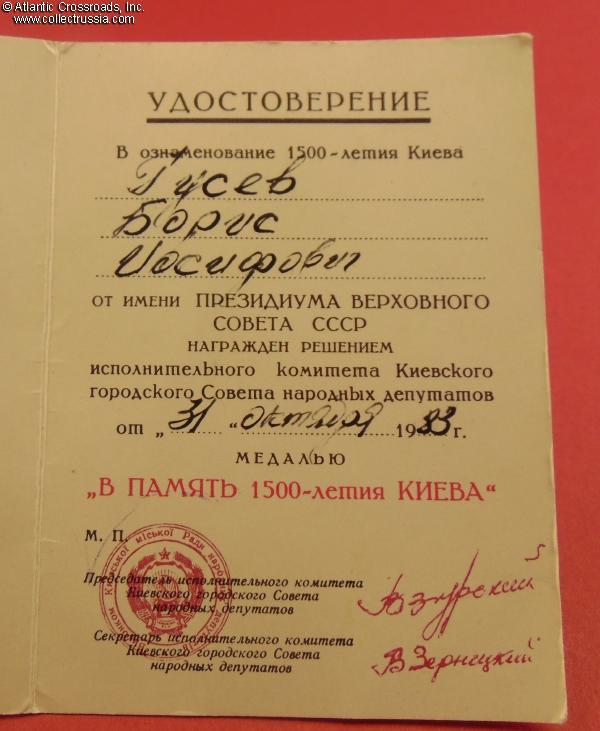 © Atlantic Crossroads, Inc.
www.collectrussia.com
УДОСТОВЕРЕНИЕ
В ознаменование 1500-летия Киева
Гусев
Борис
Иосифович
от имени ПРЕЗИДИУМА ВЕРХОВНОГО
СОВЕТА СССР
НАГРАЖДЕН РЕШЕНИЕМ
исполнительного комитета Киевского
городского Совета народных депутатов
от „31“ октября 1983 г.
МЕДАЛЬЮ
„В ПАМЯТЬ 1500-летия КИЕВА“
М. П.
Председатель исполнительного комитета
Киевского городского Совета
народных депутатов
Секретарь исполнительного комитета
Киевского городского Совета
народных депутатов
В Зерницкий